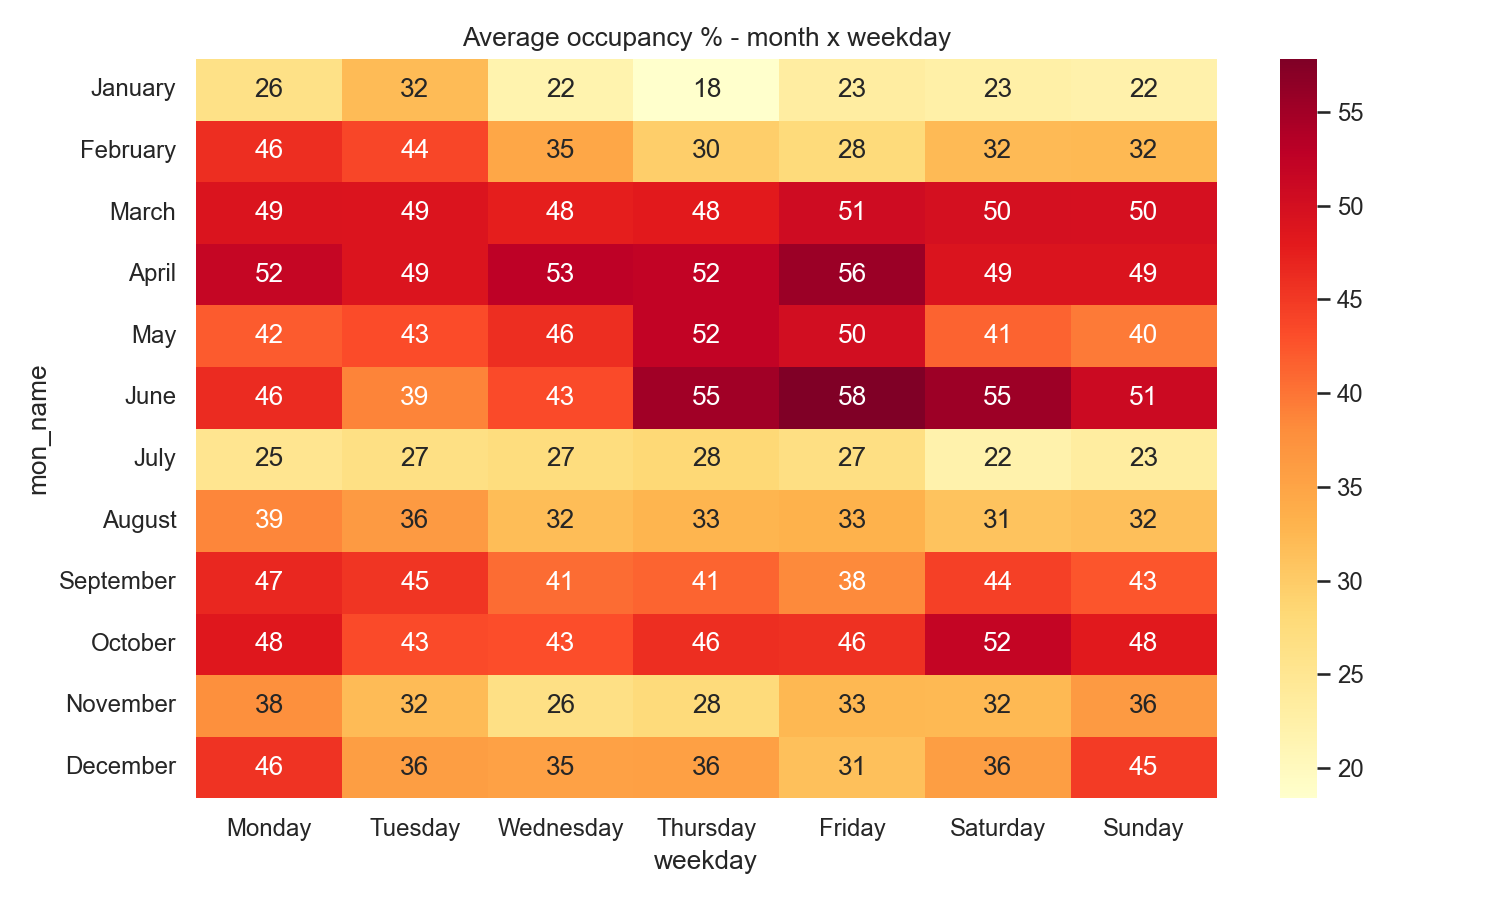 Average occupancy % - month x weekday
mon_name
January 26 32 22 18 23 23 22
February 46 44 35 30 28 32 32
March 49 49 48 48 51 50 50
April 52 49 53 52 56 49 49
May 42 43 46 52 50 41 40
June 46 39 43 55 58 55 51
July 25 27 27 28 27 22 23
August 39 36 32 33 33 31 32
September 47 45 41 41 38 44 43
October 48 43 43 46 46 52 48
November 38 32 26 28 33 32 36
December 46 36 35 36 31 36 45
Monday Tuesday Wednesday Thursday Friday Saturday Sunday
weekday
55
50
45
40
35
30
25
20